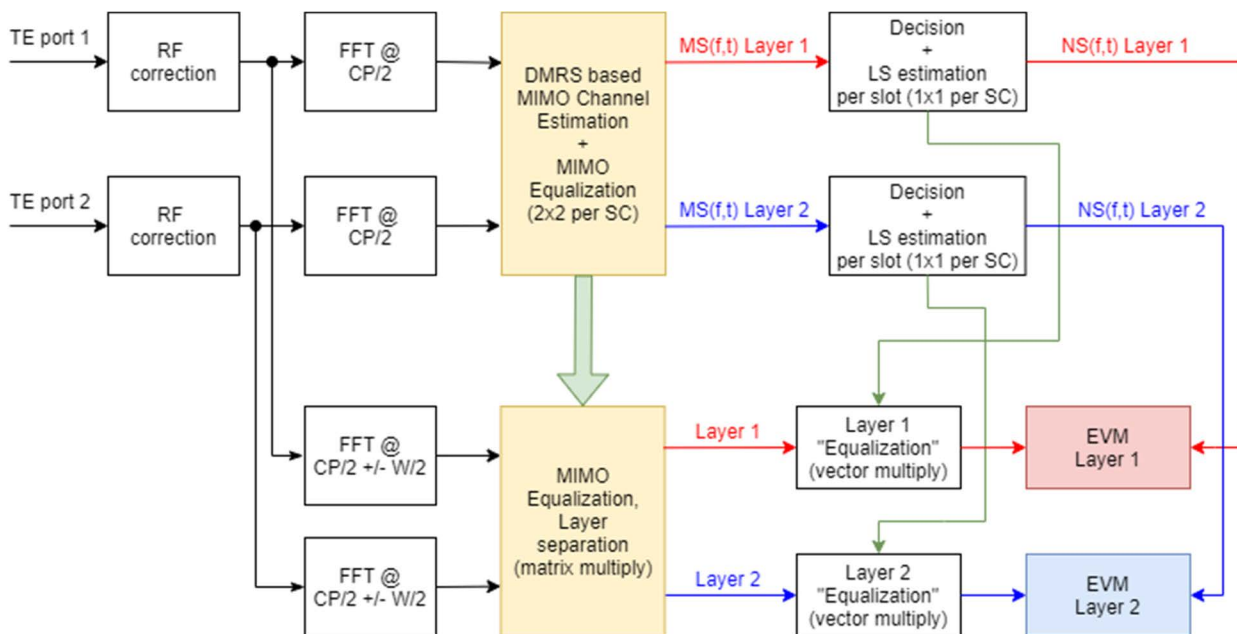 TE port 1
RF
correction
FFT @
CP/2
DMRS based
MIMO Channel
Estimation
+
MIMO
Equalization
(2x2 per SC)
MS(f,t) Layer 1
Decision
+
LS estimation
per slot (1x1 per SC)
NS(f,t) Layer 1
TE port 2
RF
correction
FFT @
CP/2
MS(f,t) Layer 2
Decision
+
LS estimation
per slot (1x1 per SC)
NS(f,t) Layer 2
FFT @
CP/2 +/- W/2
MIMO
Equalization,
Layer
separation
(matrix multiply)
Layer 1
Layer 1
"Equalization"
(vector multiply)
EVM
Layer 1
FFT @
CP/2 +/- W/2
Layer 2
Layer 2
"Equalization"
(vector multiply)
EVM
Layer 2